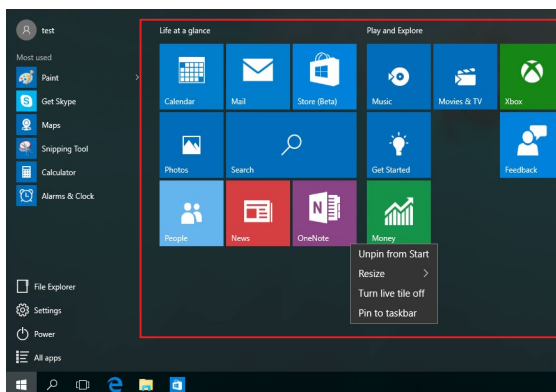 test
Most used
Paint
Get Skype
Maps
Snipping Tool
Calculator
Alarms & Clock
File Explorer
Settings
Power
All apps
Life at a glance
Calendar
Mail
Store (Beta)
Photos
Search
People
News
OneNote
Play and Explore
Music
Movies & TV
Xbox
Get Started
Feedback
Money
Unpin from Start
Resize
Turn live tile off
Pin to taskbar